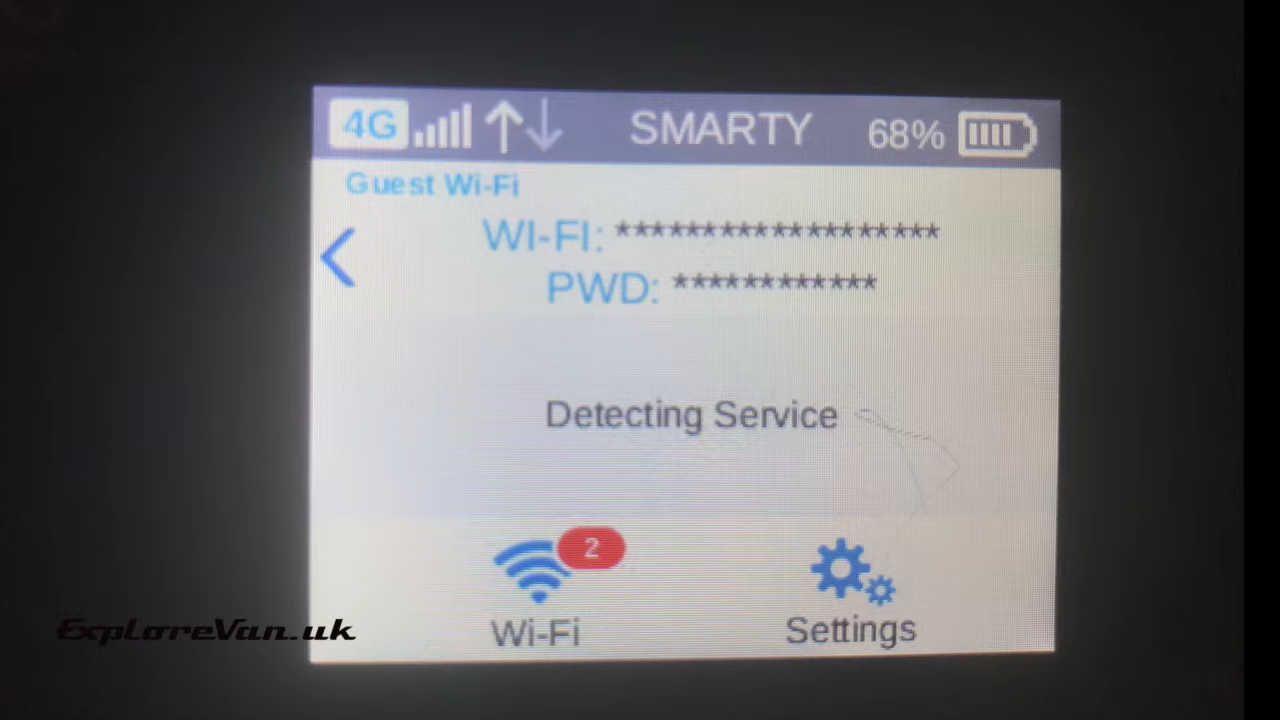 4G SMARTY 68%
Guest Wi-Fi
WI-FI: *******************
PWD: ************
Detecting Service
2
Wi-Fi Settings
ExploreVan.uk